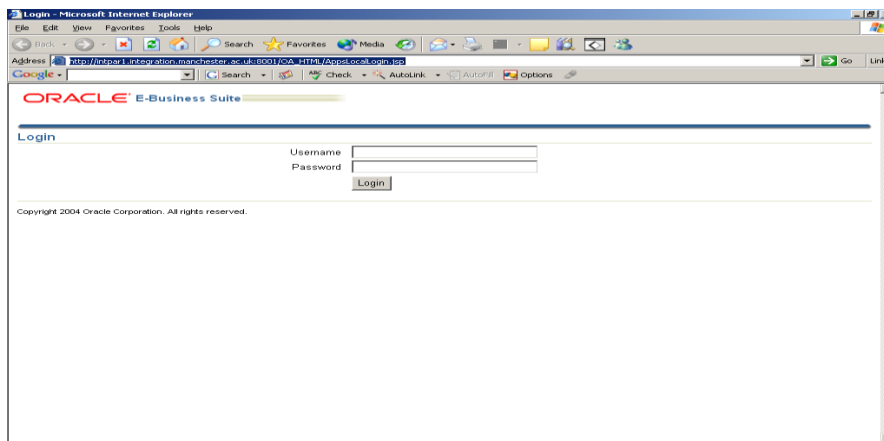 Login - Microsoft Internet Explorer
File Edit View Favorites Tools Help
Back Search Favorites Media
Address http://intpar1.integration.manchester.ac.uk:8001/OA_HTML/AppsLocalLogin.jsp Go Link
Google Search ABC Check AutoLink AutoFill Options
ORACLE E-Business Suite
Login
Username
Password
Login
Copyright 2004 Oracle Corporation. All rights reserved.